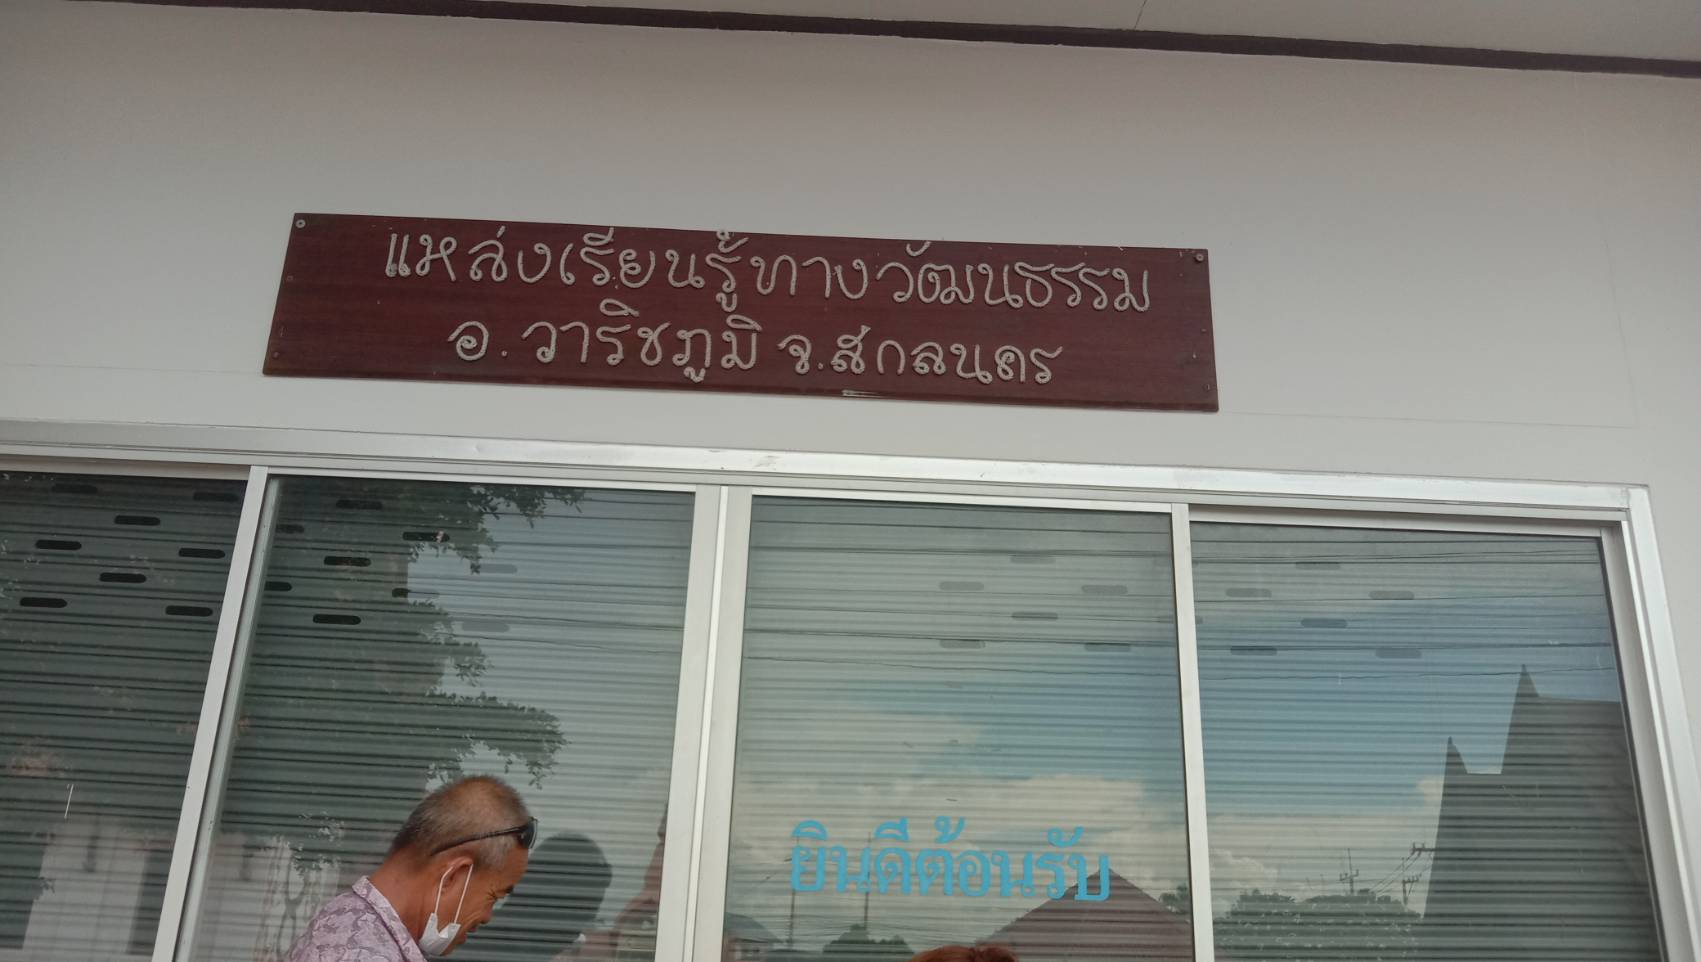 แหล่งเรียนรู้ทางวัฒนธรรม
อ.วาริชภูมิ จ.สกลนคร
ยินดีต้อนรับ